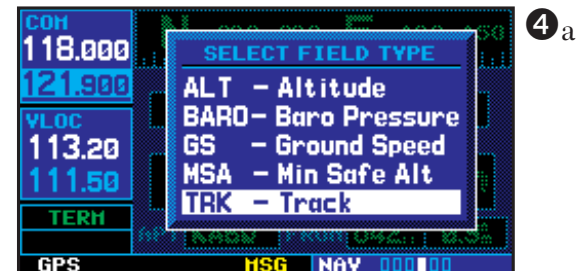 COM
118.000
121.900
VLOC
113.20
111.50
TERM
SELECT FIELD TYPE
ALT – Altitude
BARO– Baro Pressure
GS – Ground Speed
MSA – Min Safe Alt
TRK – Track
GPS
MSG
NAV
4 a